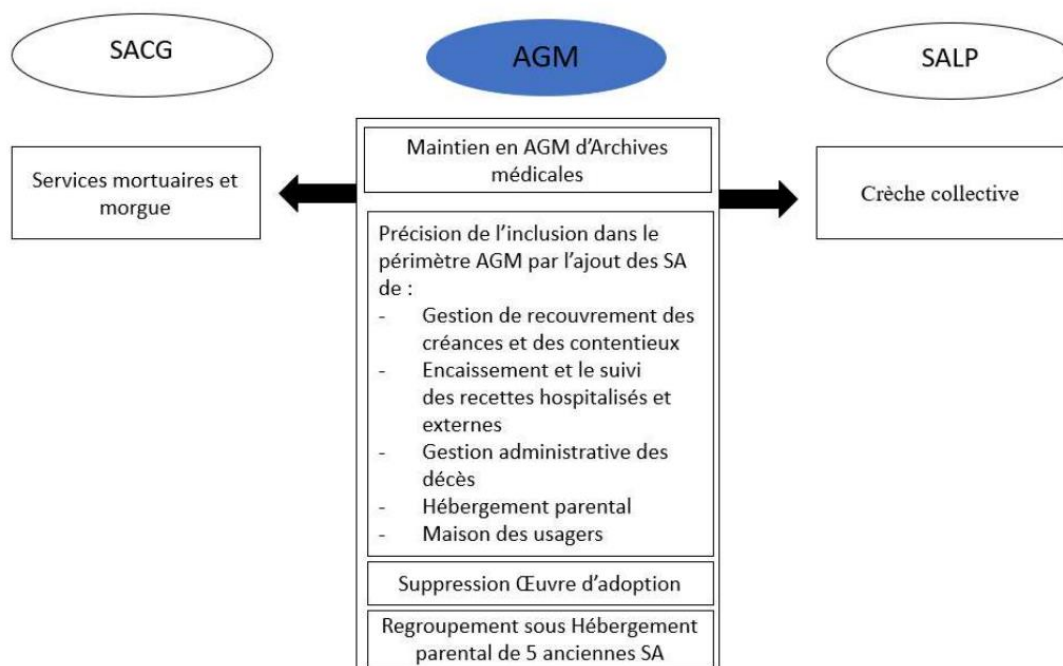 SACG
AGM
SALP
Services mortuaires et
morgue
Maintien en AGM d’Archives
médicales
Précision de l’inclusion dans le
périmètre AGM par l’ajout des SA
de :
- Gestion de recouvrement des
créances et des contentieux
- Encaissement et le suivi
des recettes hospitalisés et
externes
- Gestion administrative des
décès
- Hébergement parental
- Maison des usagers
Suppression Œuvre d’adoption
Regroupement sous Hébergement
parental de 5 anciennes SA
Crèche collective